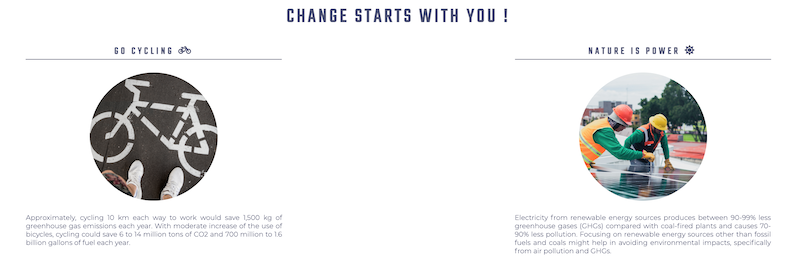 CHANGE STARTS WITH YOU !
GO CYCLING
Approximately, cycling 10 km each way to work would save 1,500 kg of
greenhouse gas emissions each year. With moderate increase of the use of
bicycles, cycling could save 6 to 14 million tons of CO2 and 700 million to 1.6
billion gallons of fuel each year.
NATURE IS POWER
Electricity from renewable energy sources produces between 90-99% less
greenhouse gases (GHGs) compared with coal-fired plants and causes 70-
90% less pollution. Focusing on renewable energy sources other than fossil
fuels and coals might help in avoiding environmental impacts, specifically
from air pollution and GHGs.